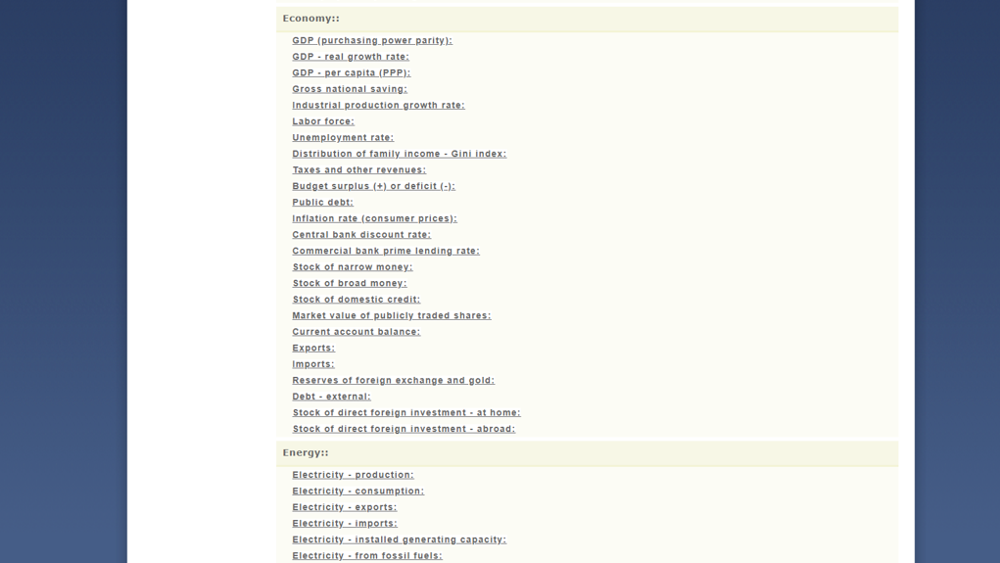 Economy::
GDP (purchasing power parity):
GDP - real growth rate:
GDP - per capita (PPP):
Gross national saving:
Industrial production growth rate:
Labor force:
Unemployment rate:
Distribution of family income - Gini index:
Taxes and other revenues:
Budget surplus (+) or deficit (-):
Public debt:
Inflation rate (consumer prices):
Central bank discount rate:
Commercial bank prime lending rate:
Stock of narrow money:
Stock of broad money:
Stock of domestic credit:
Market value of publicly traded shares:
Current account balance:
Exports:
Imports:
Reserves of foreign exchange and gold:
Debt - external:
Stock of direct foreign investment - at home:
Stock of direct foreign investment - abroad:
Energy::
Electricity - production:
Electricity - consumption:
Electricity - exports:
Electricity - imports:
Electricity - installed generating capacity:
Electricity - from fossil fuels: